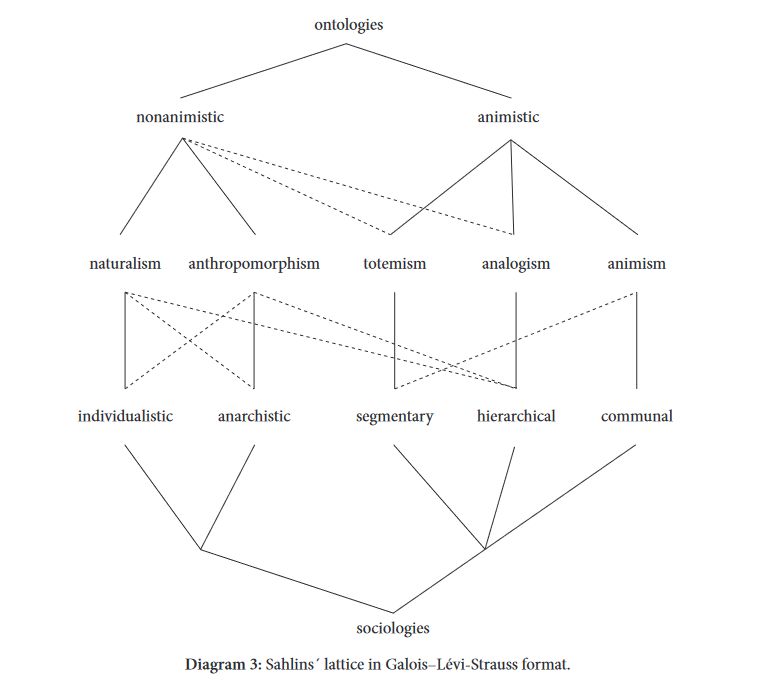 ontologies
nonanimistic animistic
naturalism anthropomorphism totemism analogism animism
individualistic anarchistic segmentary hierarchical communal
sociologies
Diagram 3: Sahlins´ lattice in Galois–Lévi-Strauss format.